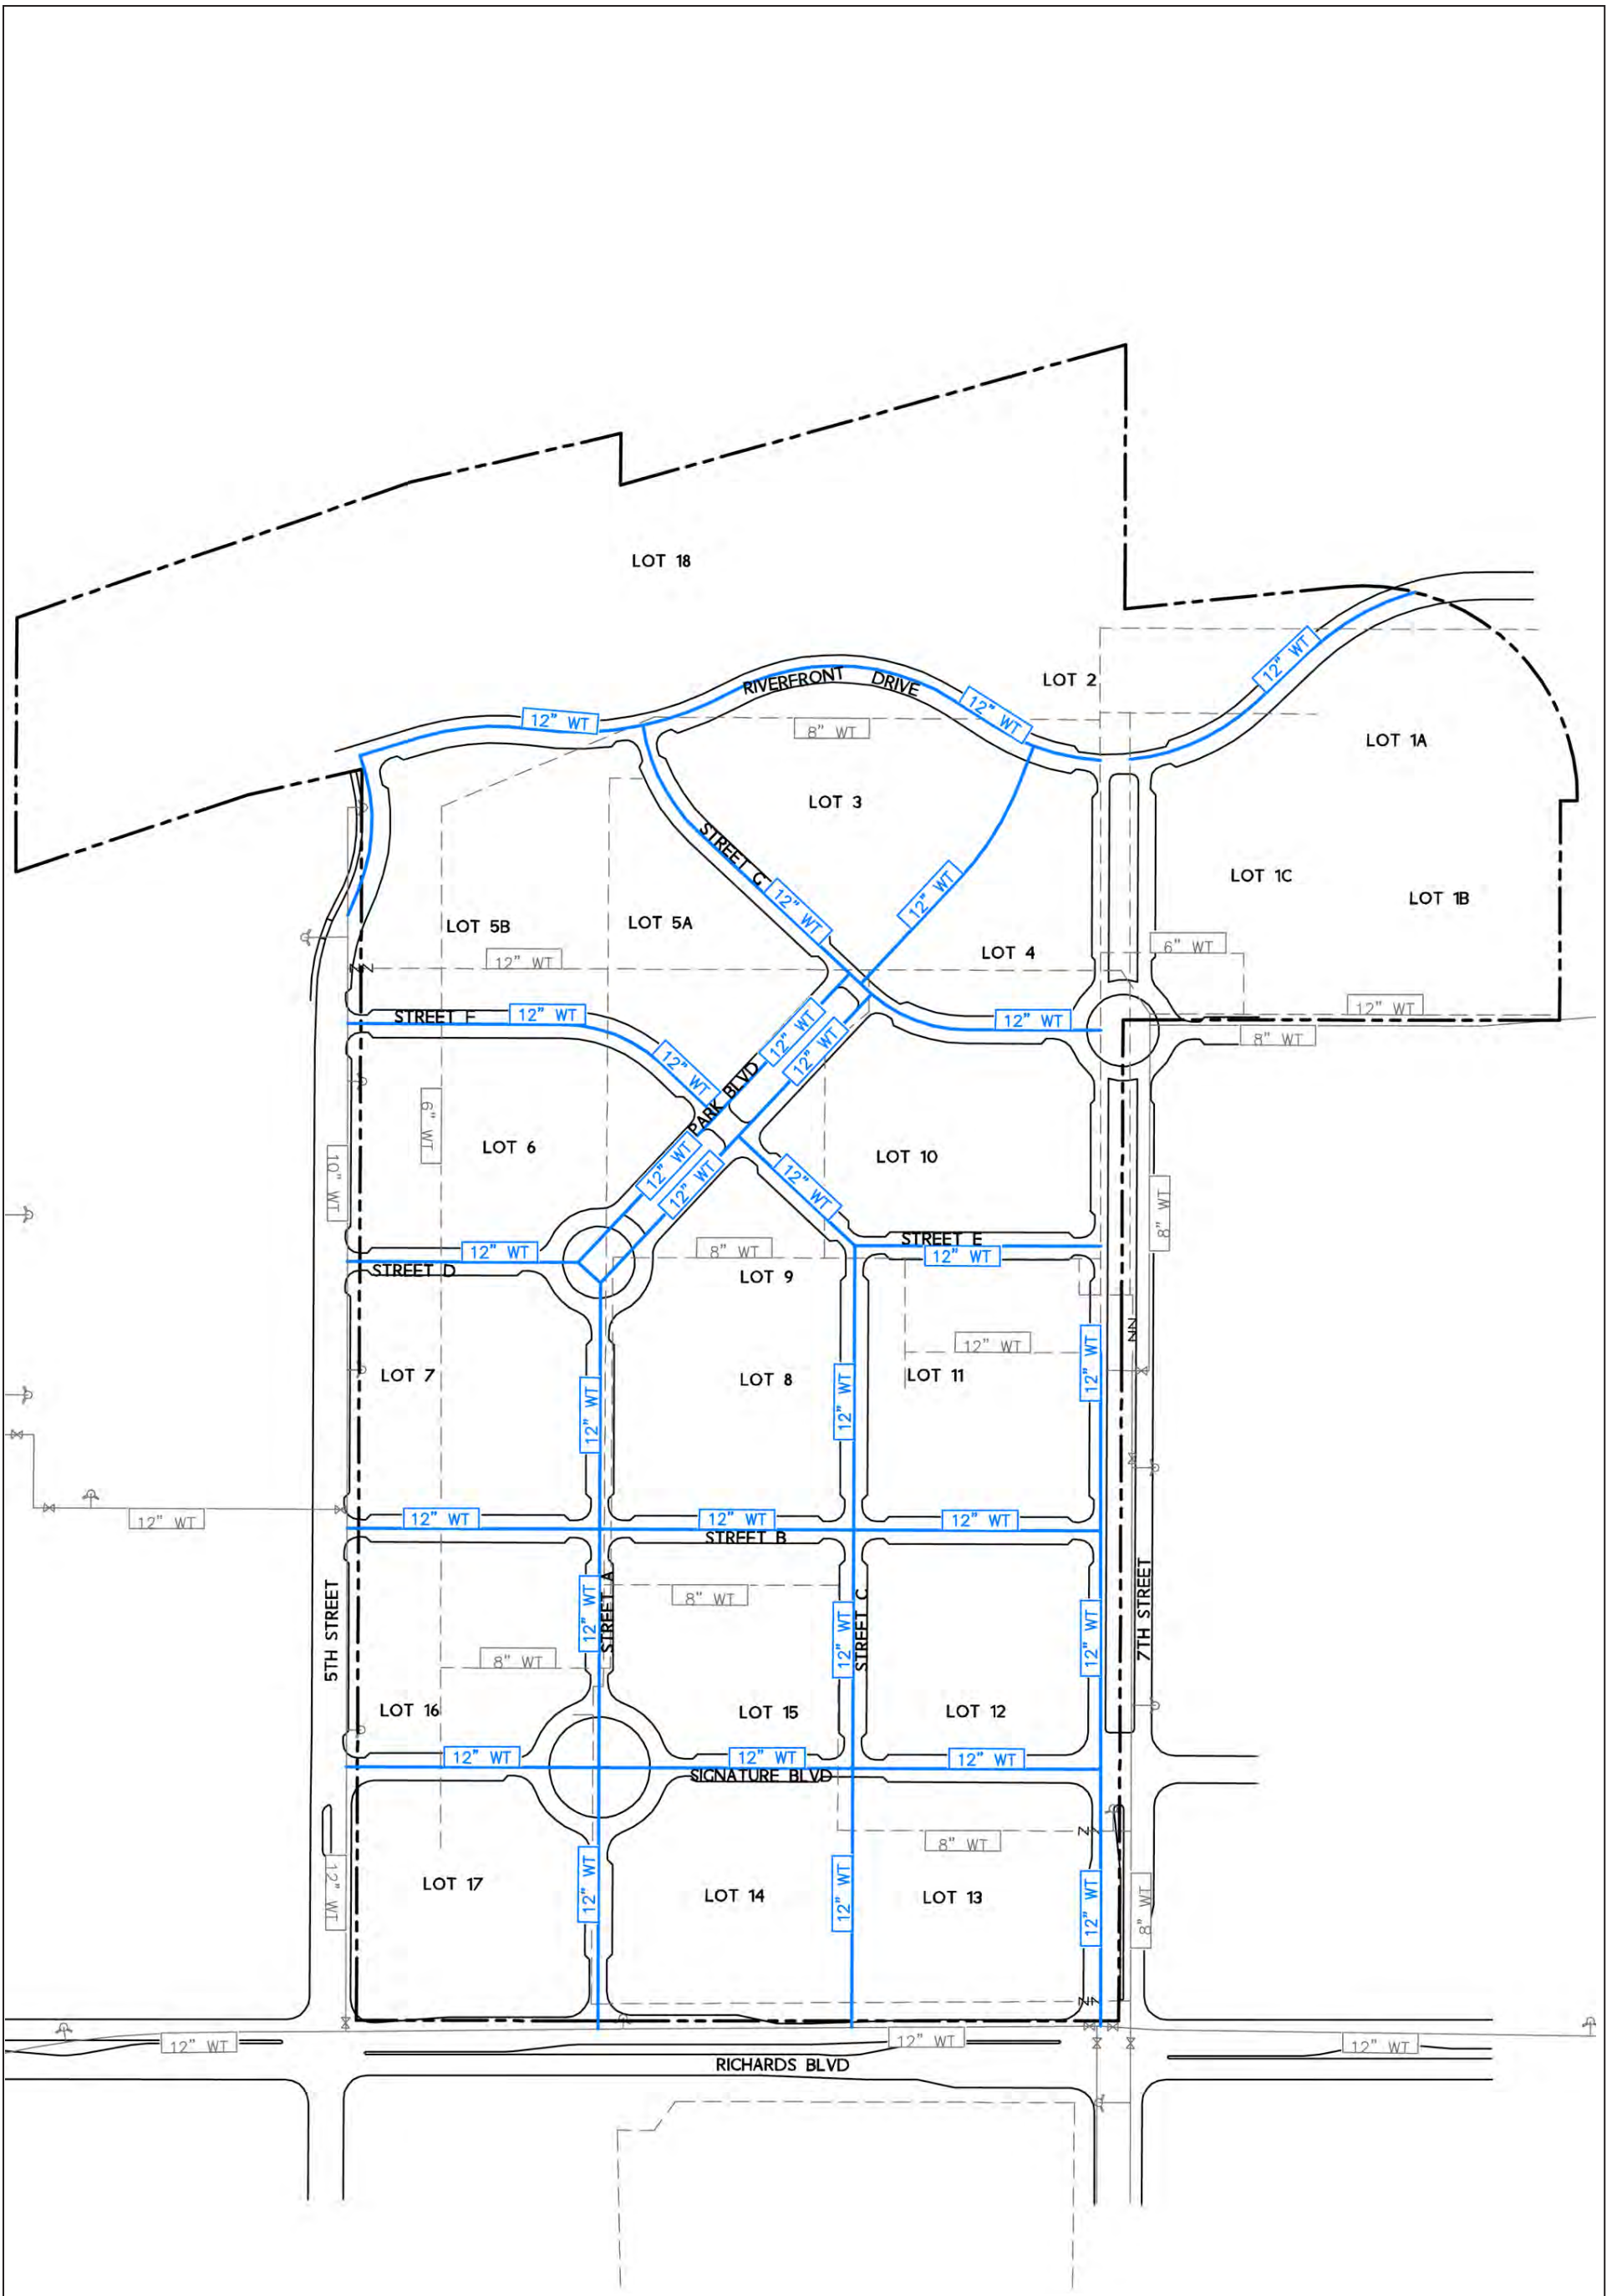 LOT 18
LOT 2
12" WT
RIVERFRONT DRIVE
12" WT
12" WT
8" WT
LOT 1A
LOT 3
STREET G
12" WT
12" WT
LOT 1C
LOT 1B
LOT 5B
LOT 5A
LOT 4
12" WT
6" WT
12" WT
8" WT
STREET F
12" WT
12" WT
12" WT
12" WT
12" WT
PARK BLVD
6" WT
LOT 6
10" WT
12" WT
12" WT
12" WT
LOT 10
8" WT
STREET E
12" WT
12" WT
STREET D
8" WT
LOT 9
12" WT
12" WT
LOT 7
LOT 8
LOT 11
12" WT
12" WT
12" WT
12" WT
12" WT
12" WT
STREET B
5TH STREET
12" WT
STREET A
8" WT
12" WT
STREET C
12" WT
7TH STREET
8" WT
LOT 16
LOT 15
LOT 12
12" WT
12" WT
12" WT
SIGNATURE BLVD
8" WT
12" WT
LOT 17
12" WT
LOT 14
12" WT
LOT 13
12" WT
8" WT
12" WT
12" WT
12" WT
RICHARDS BLVD